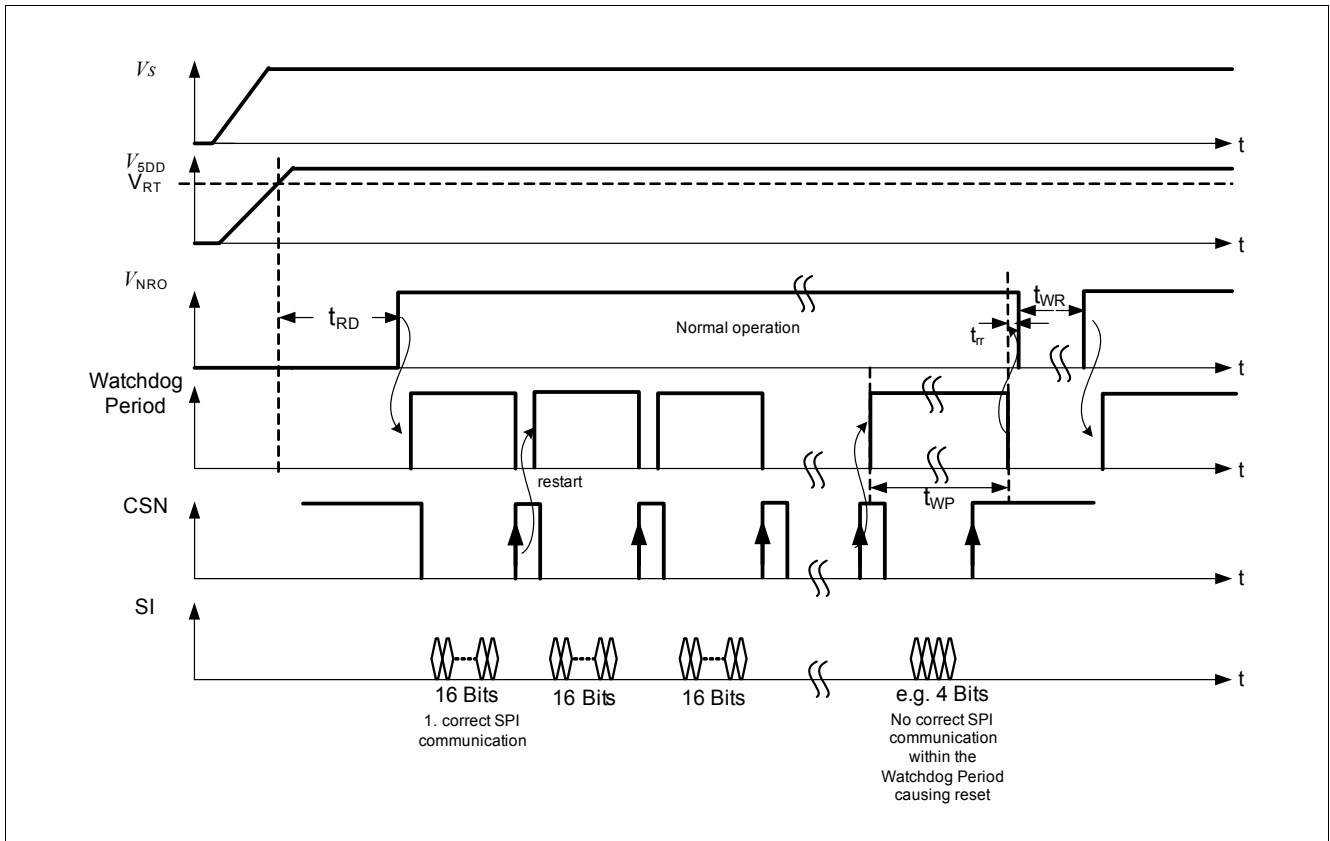 Vs
t
V5DD
VRT
t
VNRO
tRD
Normal operation
trr
tWR
t
Watchdog
Period
restart
tWP
t
CSN
t
SI
t
16 Bits
16 Bits
16 Bits
e.g. 4 Bits
1. correct SPI
communication
No correct SPI
communication
within the
Watchdog Period
causing reset